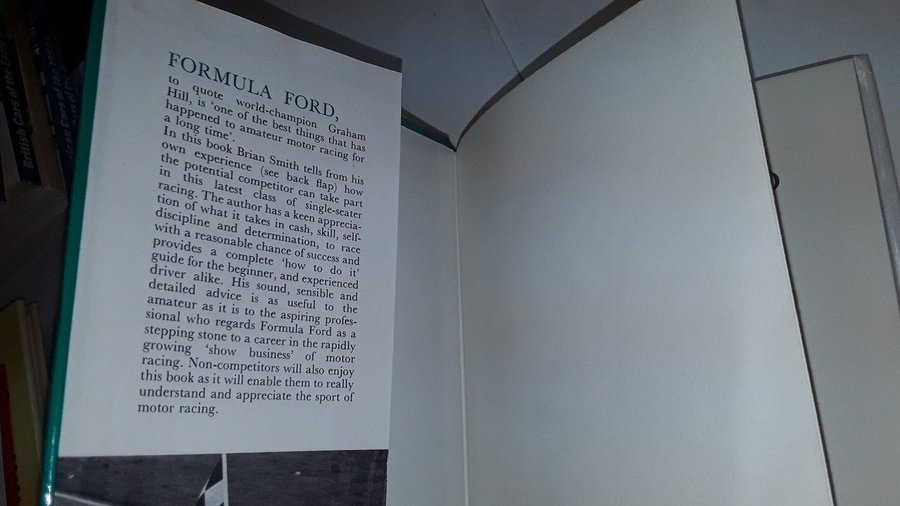 FORMULA FORD,
to quote world-champion Graham
Hill, is ‘one of the best things that has
happened to amateur motor racing for
a long time’.
In this book Brian Smith tells from his
own experience (see back flap) how
the potential competitor can take part
in this latest class of single-seater
racing. The author has a keen apprecia-
tion of what it takes in cash, skill, self-
discipline and determination, to race
with a reasonable chance of success and
provides a complete ‘how to do it’
guide for the beginner, and experienced
driver alike. His sound, sensible and
detailed advice is as useful to the
amateur as it is to the aspiring profes-
sional who regards Formula Ford as a
stepping stone to a career in the rapidly
growing ‘show business’ of motor
racing. Non-competitors will also enjoy
this book as it will enable them to really
understand and appreciate the sport of
motor racing.
British Cars of the